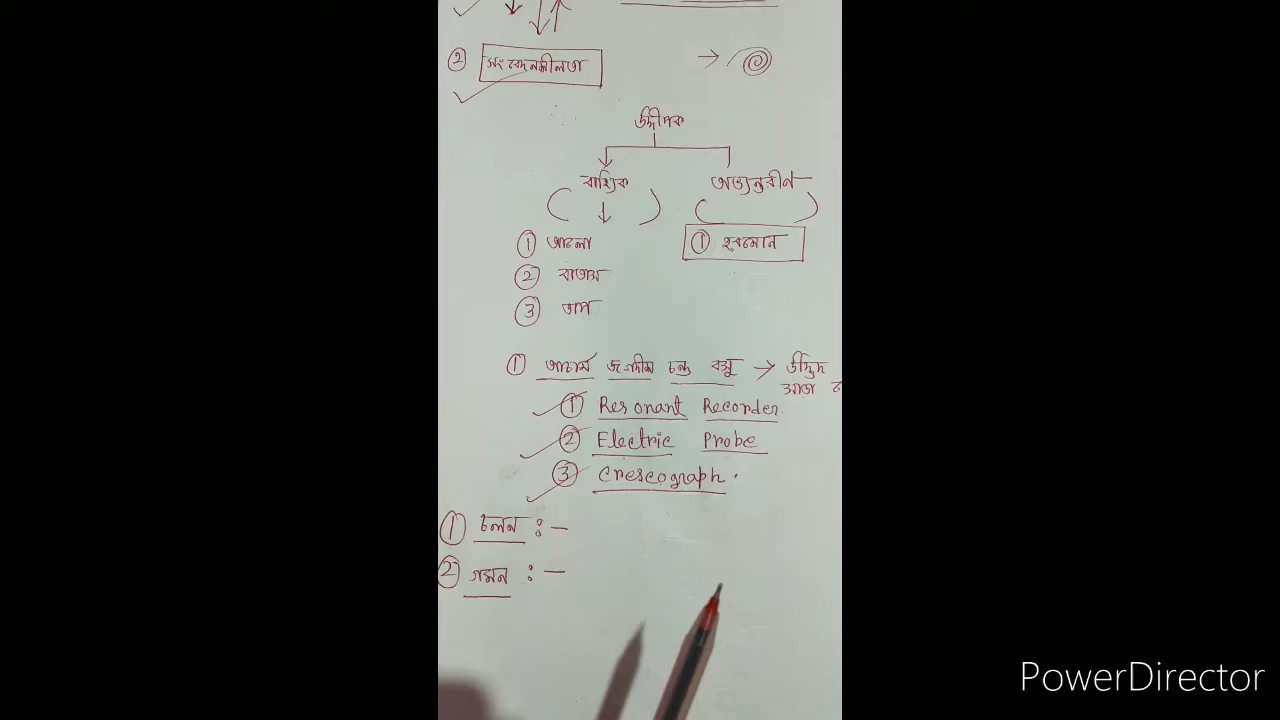 ② সংবেদনশীলতা →
উদ্দীপক
বাহ্যিক অভ্যন্তরীন
① আলো ① হরমোন
② বাতাস
③ তাপ
① আচার্য জগদীস চন্দ্র বসু → উদ্ভিদ
① Resonant Recorder.
② Electric Probe
③ Crescograph.
① চলন :-
② গমন :-
PowerDirector